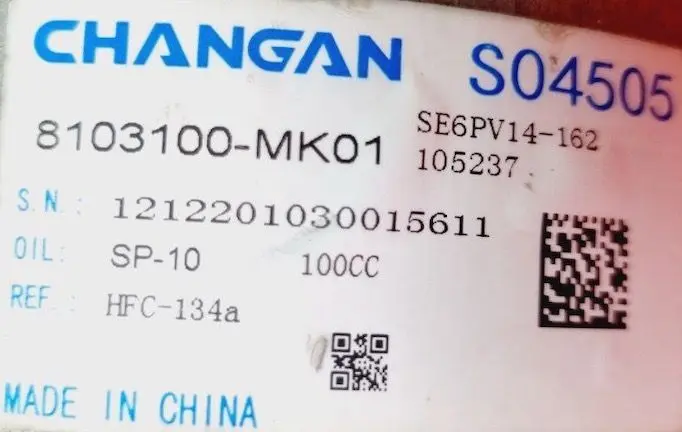 CHANGAN S04505
8103100-MK01 SE6PV14-162
105237
S.N.: 1212201030015611
OIL: SP-10 100CC
REF.: HFC-134a
MADE IN CHINA